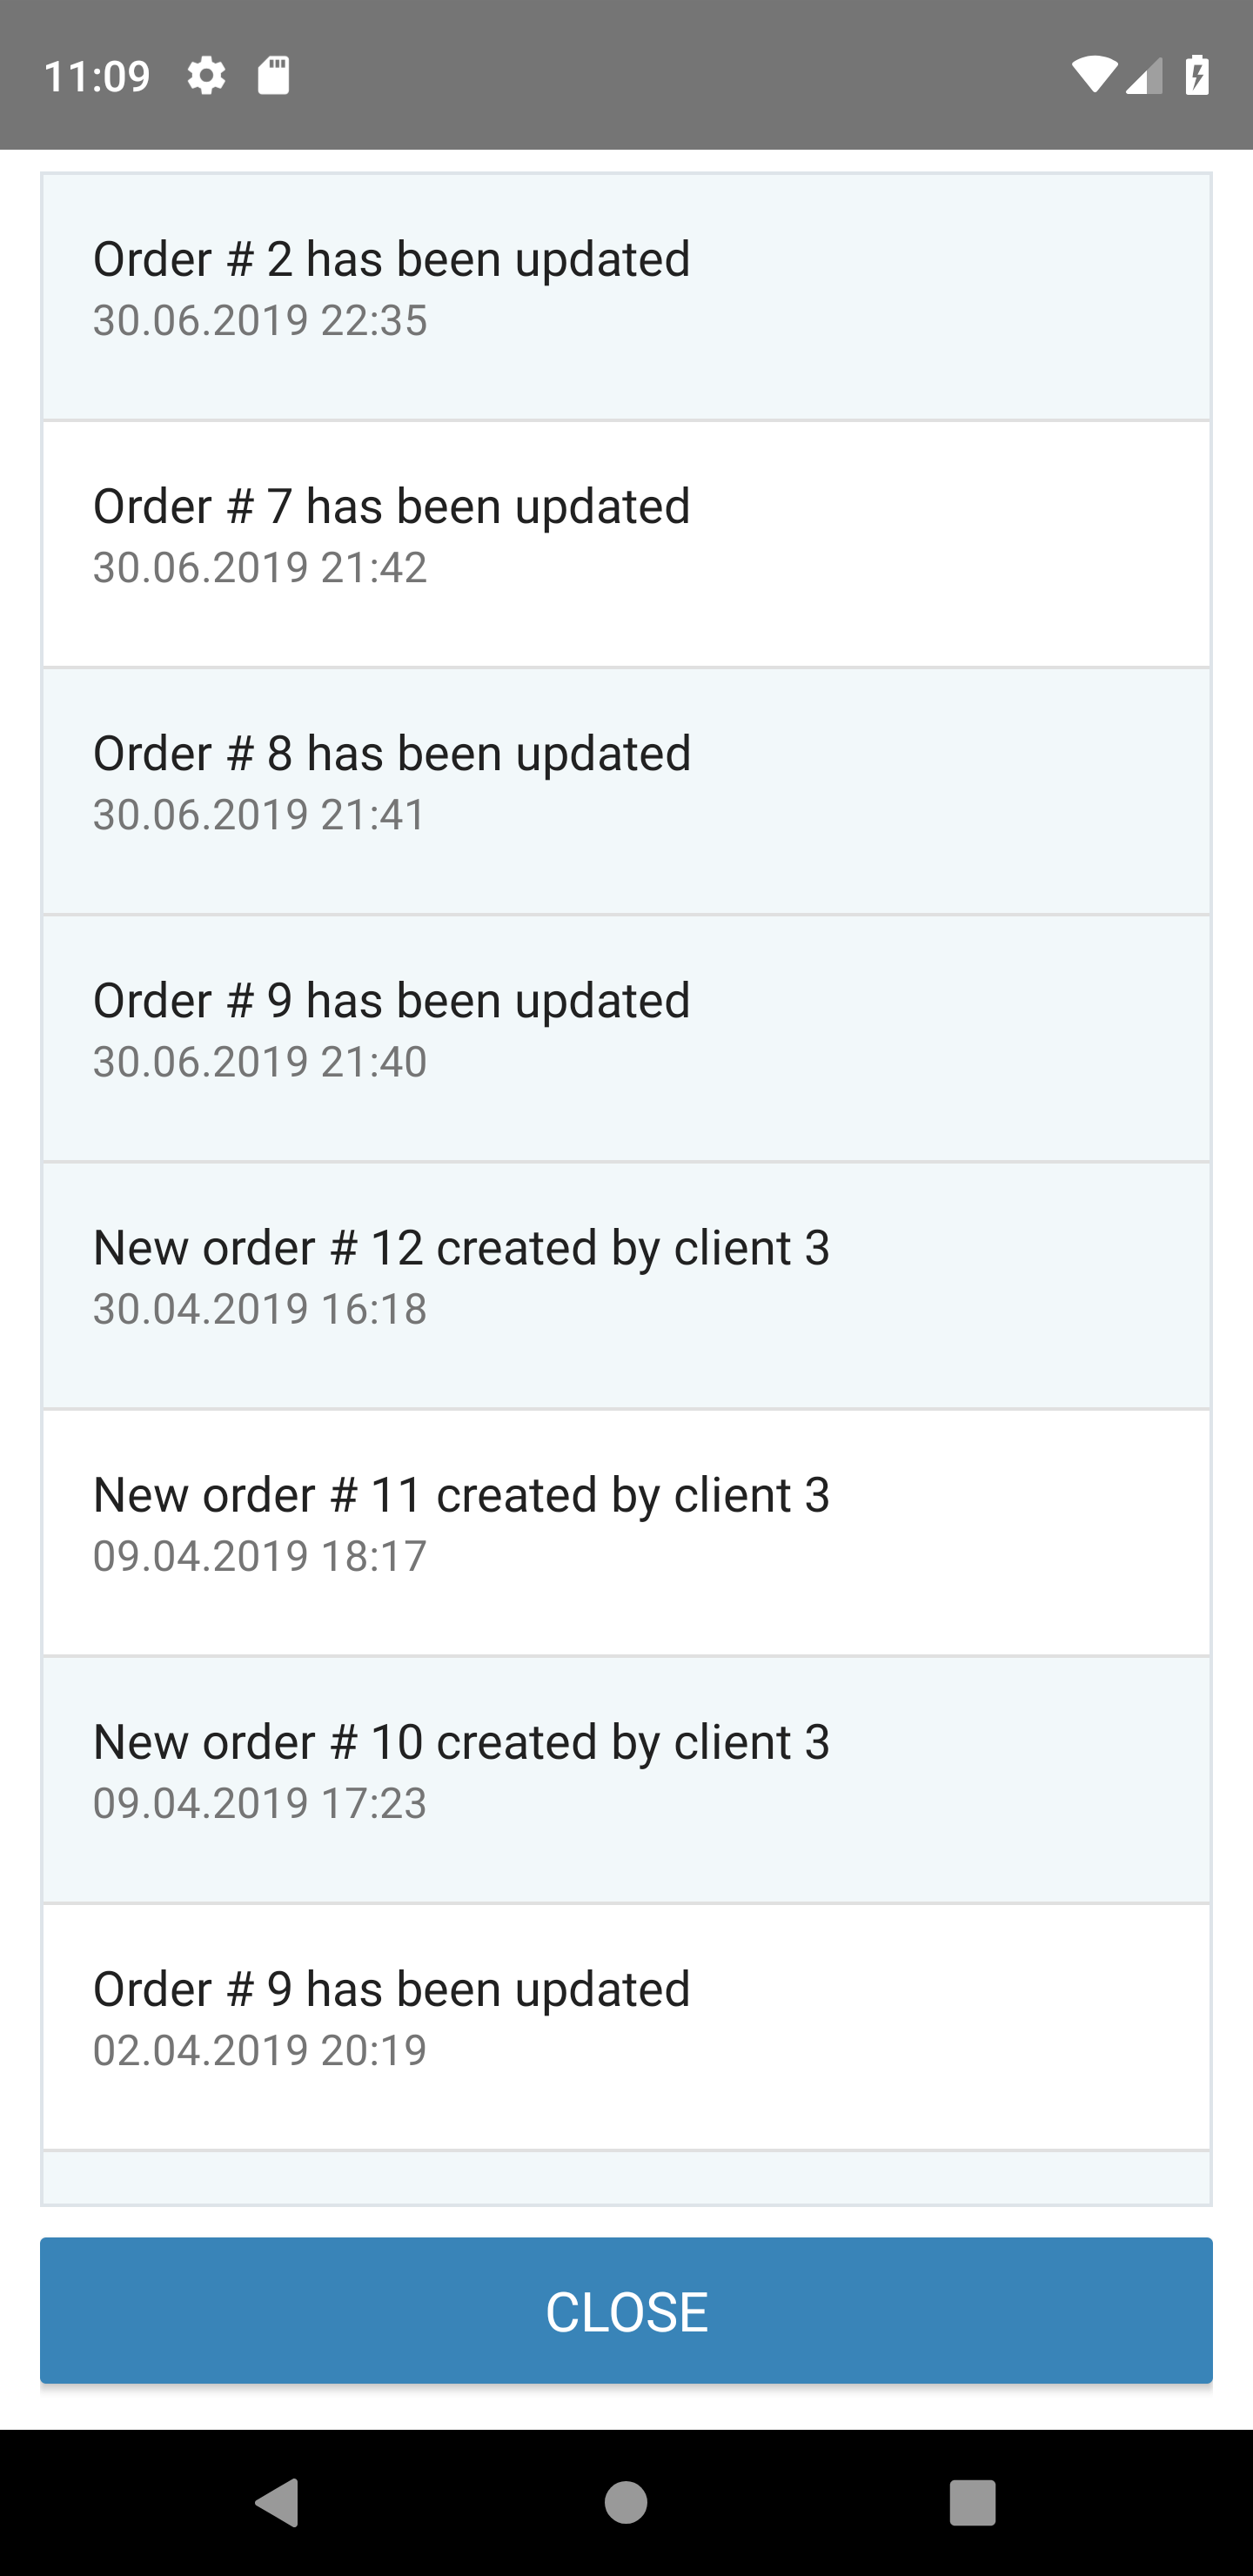 11:09
Order # 2 has been updated
30.06.2019 22:35
Order # 7 has been updated
30.06.2019 21:42
Order # 8 has been updated
30.06.2019 21:41
Order # 9 has been updated
30.06.2019 21:40
New order # 12 created by client 3
30.04.2019 16:18
New order # 11 created by client 3
09.04.2019 18:17
New order # 10 created by client 3
09.04.2019 17:23
Order # 9 has been updated
02.04.2019 20:19
CLOSE